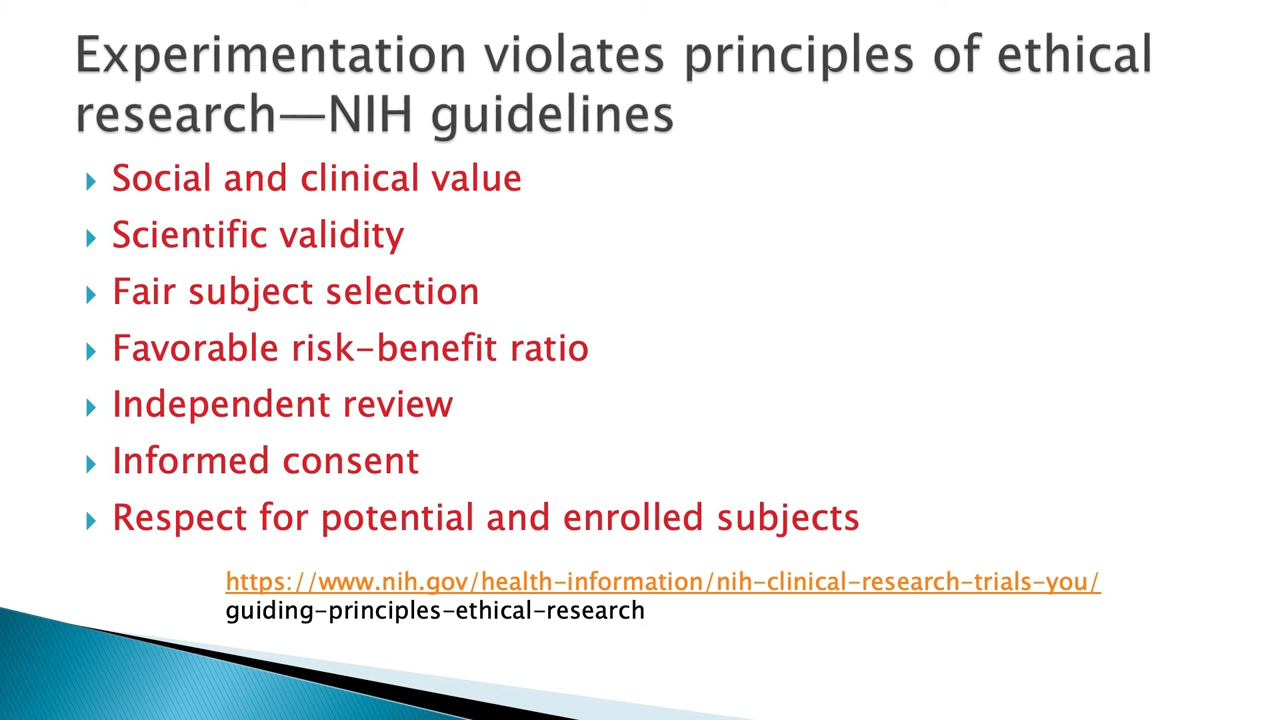 Experimentation violates principles of ethical
research—NIH guidelines
Social and clinical value
Scientific validity
Fair subject selection
Favorable risk-benefit ratio
Independent review
Informed consent
Respect for potential and enrolled subjects
https://www.nih.gov/health-information/nih-clinical-research-trials-you/
guiding-principles-ethical-research